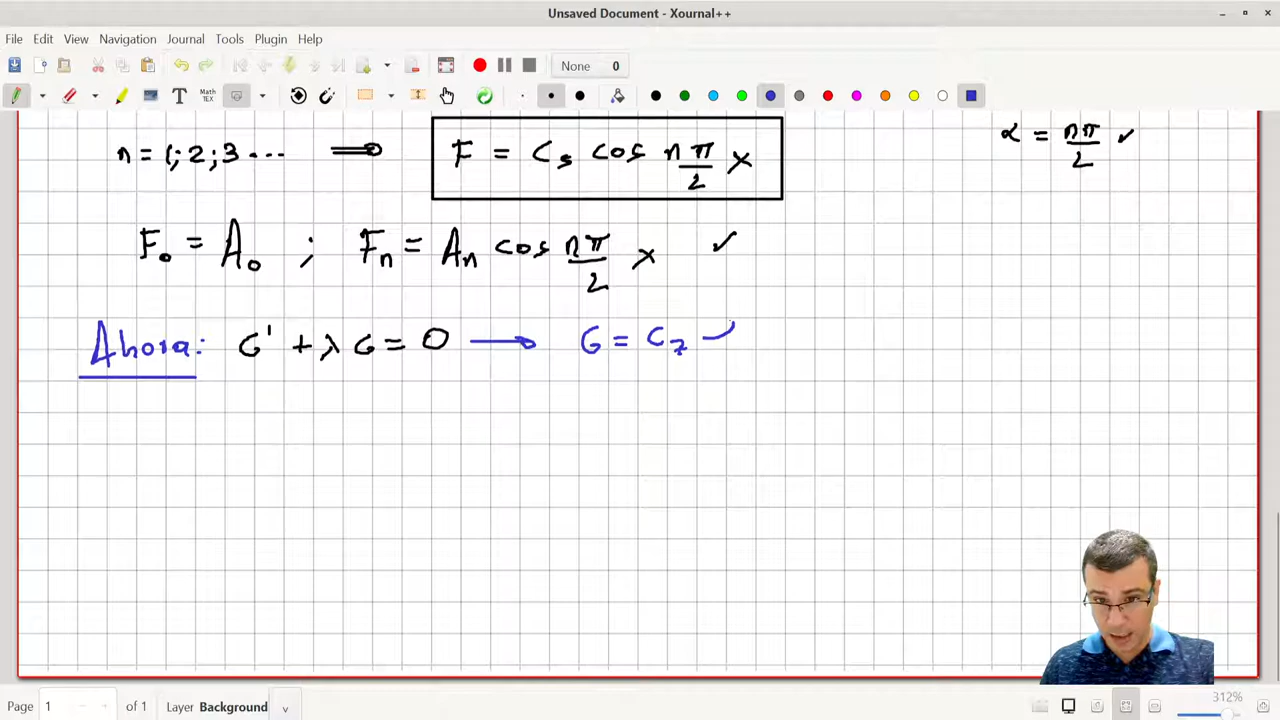 Unsaved Document - Xournal++
File Edit View Navigation Journal Tools Plugin Help
None 0
T MATH TEX
n = 1; 2; 3 ... ⟹ F = C₅ cos nπ/2 x
α = nπ/2 ✓
F₀ = A₀ ; Fₙ = Aₙ cos nπ/2 x ✓
Ahora: G' + λ G = 0 → G = C₇
Page 1 of 1 Layer Background 312%